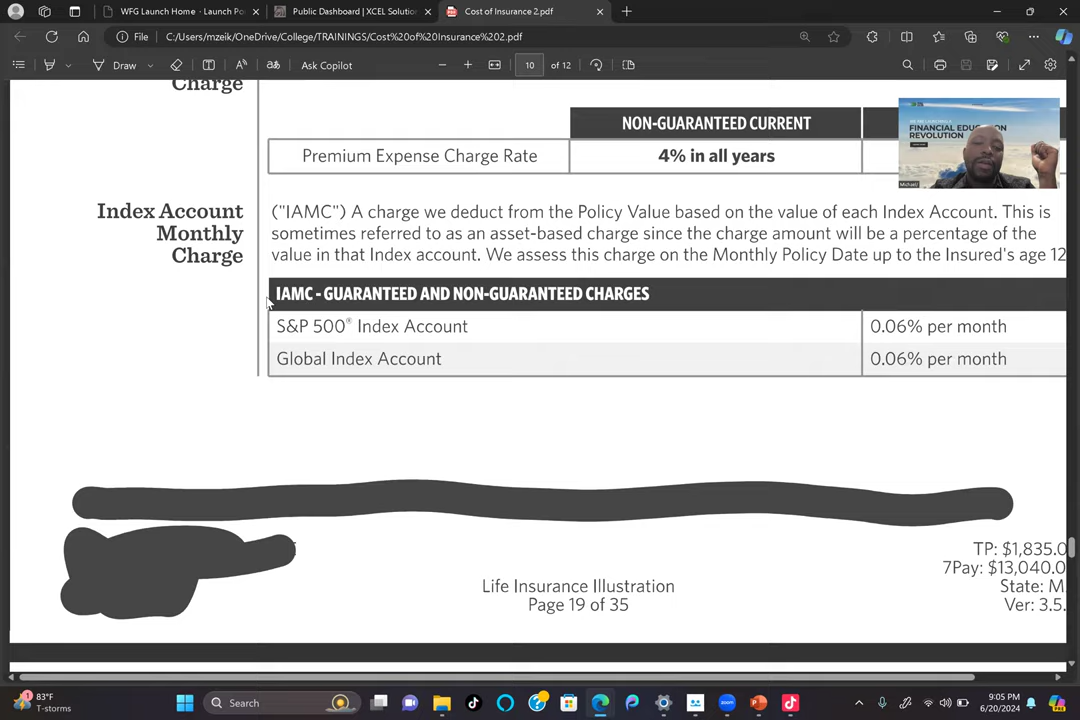 WFG Launch Home - Launch Po
Public Dashboard | XCEL Solutio
Cost of Insurance 2.pdf
File
C:/Users/mzeik/OneDrive/College/TRAININGS/Cost%20of%20Insurance%202.pdf
Draw
Ask Copilot
10 of 12
Charge
NON-GUARANTEED CURRENT
Premium Expense Charge Rate
4% in all years
FINANCIAL EDUCATION
REVOLUTION
Michael
Index Account
Monthly
Charge
("IAMC") A charge we deduct from the Policy Value based on the value of each Index Account. This is
sometimes referred to as an asset-based charge since the charge amount will be a percentage of the
value in that Index account. We assess this charge on the Monthly Policy Date up to the Insured's age 12
IAMC - GUARANTEED AND NON-GUARANTEED CHARGES
S&P 500® Index Account
0.06% per month
Global Index Account
0.06% per month
TP: $1,835.0
7Pay: $13,040.0
State: M
Ver: 3.5.
Life Insurance Illustration
Page 19 of 35
83°F
T-storms
Search
9:05 PM
6/20/2024